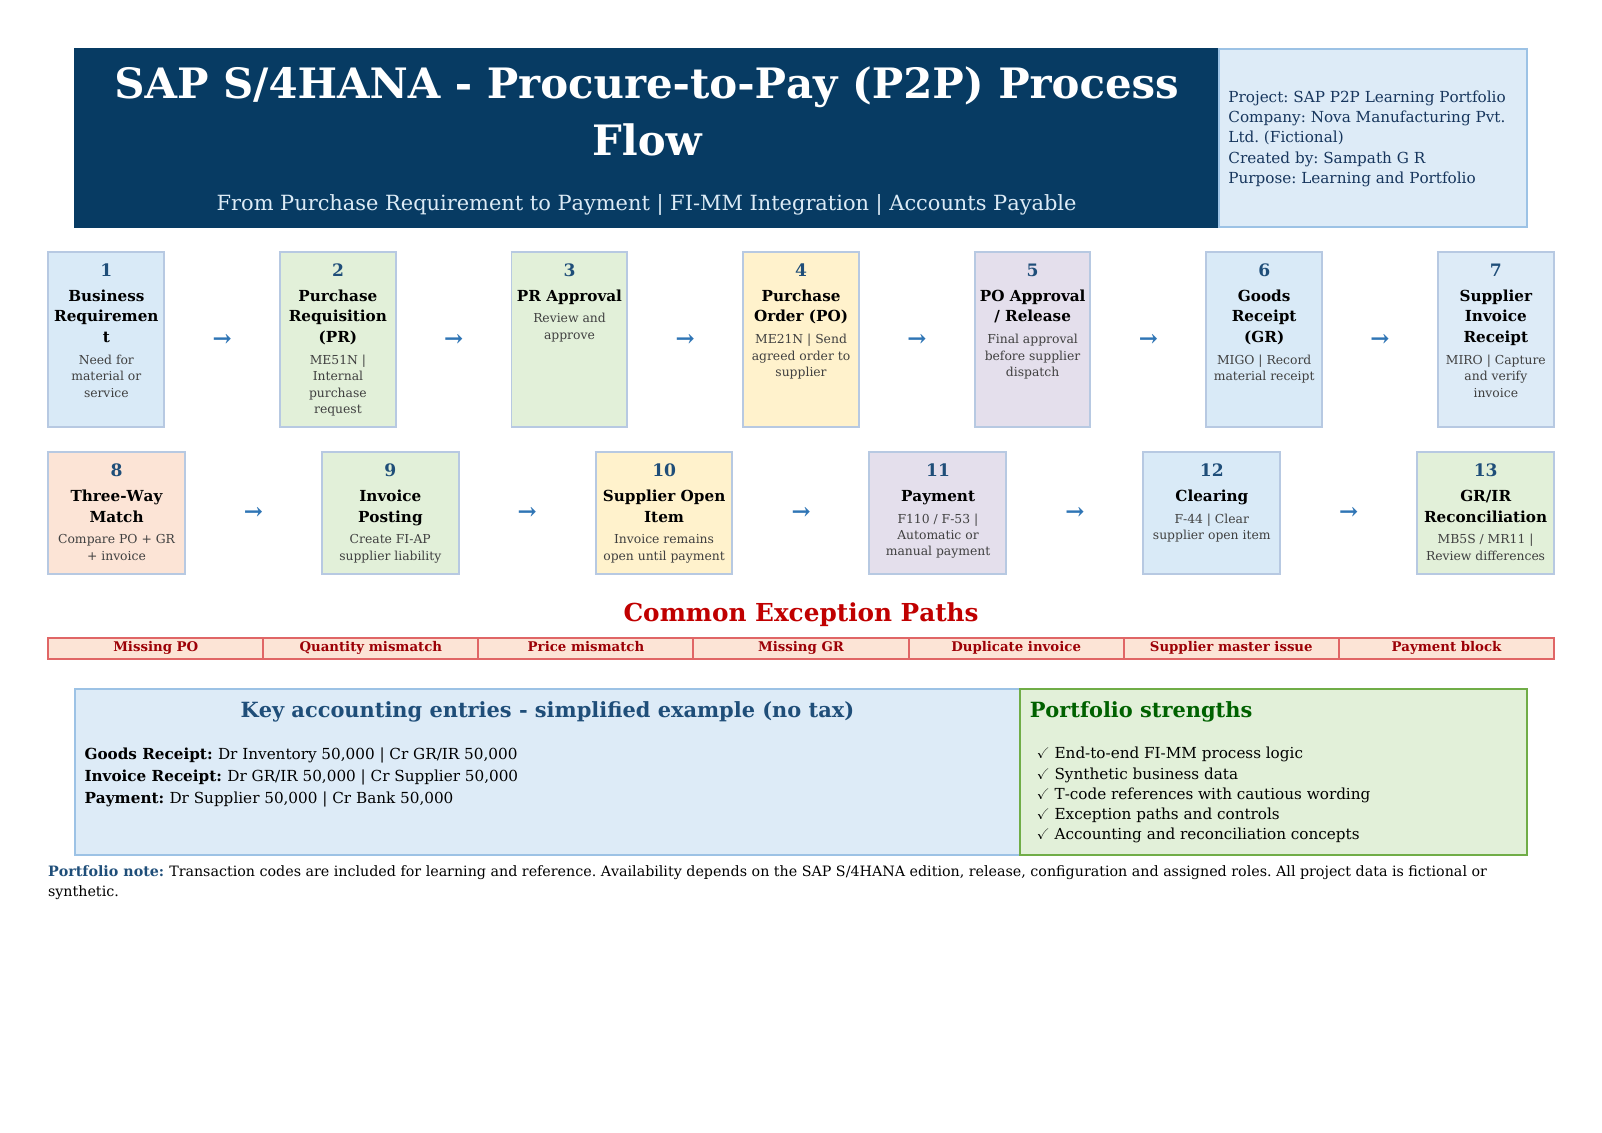 SAP S/4HANA - Procure-to-Pay (P2P) Process
Flow
From Purchase Requirement to Payment | FI-MM Integration | Accounts Payable
Project: SAP P2P Learning Portfolio
Company: Nova Manufacturing Pvt.
Ltd. (Fictional)
Created by: Sampath G R
Purpose: Learning and Portfolio
1
Business
Requiremen
t
Need for
material or
service
→
2
Purchase
Requisition
(PR)
ME51N |
Internal
purchase
request
→
3
PR Approval
Review and
approve
→
4
Purchase
Order (PO)
ME21N | Send
agreed order to
supplier
→
5
PO Approval
/ Release
Final approval
before supplier
dispatch
→
6
Goods
Receipt
(GR)
MIGO | Record
material receipt
→
7
Supplier
Invoice
Receipt
MIRO | Capture
and verify
invoice
8
Three-Way
Match
Compare PO + GR
+ invoice
→
9
Invoice
Posting
Create FI-AP
supplier liability
→
10
Supplier Open
Item
Invoice remains
open until payment
→
11
Payment
F110 / F-53 |
Automatic or
manual payment
→
12
Clearing
F-44 | Clear
supplier open item
→
13
GR/IR
Reconciliation
MB5S / MR11 |
Review differences
Common Exception Paths
Missing PO
Quantity mismatch
Price mismatch
Missing GR
Duplicate invoice
Supplier master issue
Payment block
Key accounting entries - simplified example (no tax)
Goods Receipt: Dr Inventory 50,000 | Cr GR/IR 50,000
Invoice Receipt: Dr GR/IR 50,000 | Cr Supplier 50,000
Payment: Dr Supplier 50,000 | Cr Bank 50,000
Portfolio strengths
✓ End-to-end FI-MM process logic
✓ Synthetic business data
✓ T-code references with cautious wording
✓ Exception paths and controls
✓ Accounting and reconciliation concepts
Portfolio note: Transaction codes are included for learning and reference. Availability depends on the SAP S/4HANA edition, release, configuration and assigned roles. All project data is fictional or
synthetic.